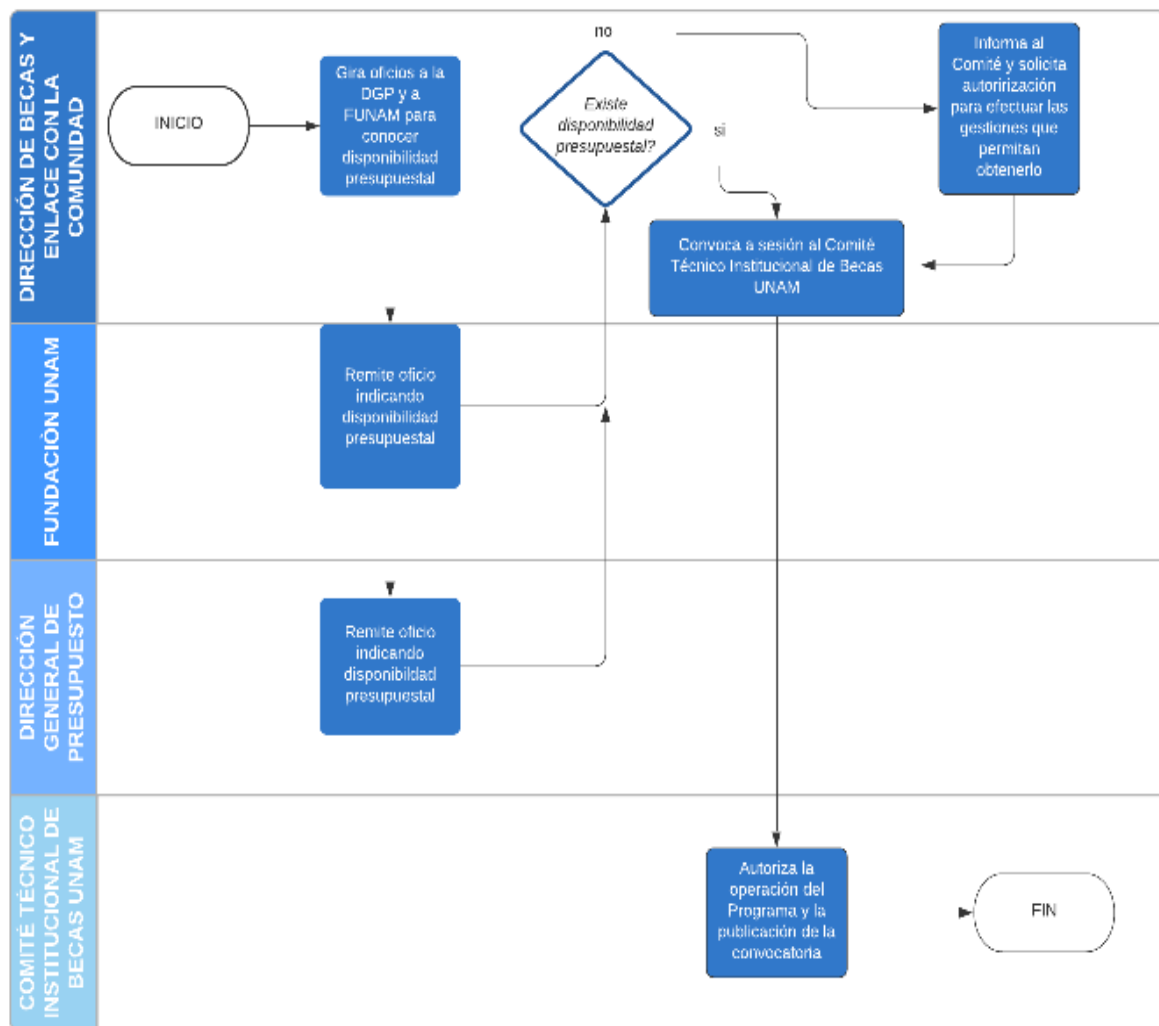 DIRECCIÓN DE BECAS Y
ENLACE CON LA
COMUNIDAD
INICIO
Gira oficios a la
DGP y a
FUNAM para
conocer
disponibilidad
presupuestal
no
Existe
disponibilidad
presupuestal?
si
Informa al
Comité y solicita
autorirización
para efectuar las
gestiones que
permitan
obtenerlo
Convoca a sesión al Comité
Técnico Institucional de Becas
UNAM
FUNDACIÓN UNAM
Remite oficio
indicando
disponibilidad
presupuestal
DIRECCIÓN
GENERAL DE
PRESUPUESTO
Remite oficio
indicando
disponibildad
presupuestal
COMITÉ TÉCNICO
INSTITUCIONAL DE
BECAS UNAM
Autoriza la
operación del
Programa y la
publicación de la
convocatoria
FIN